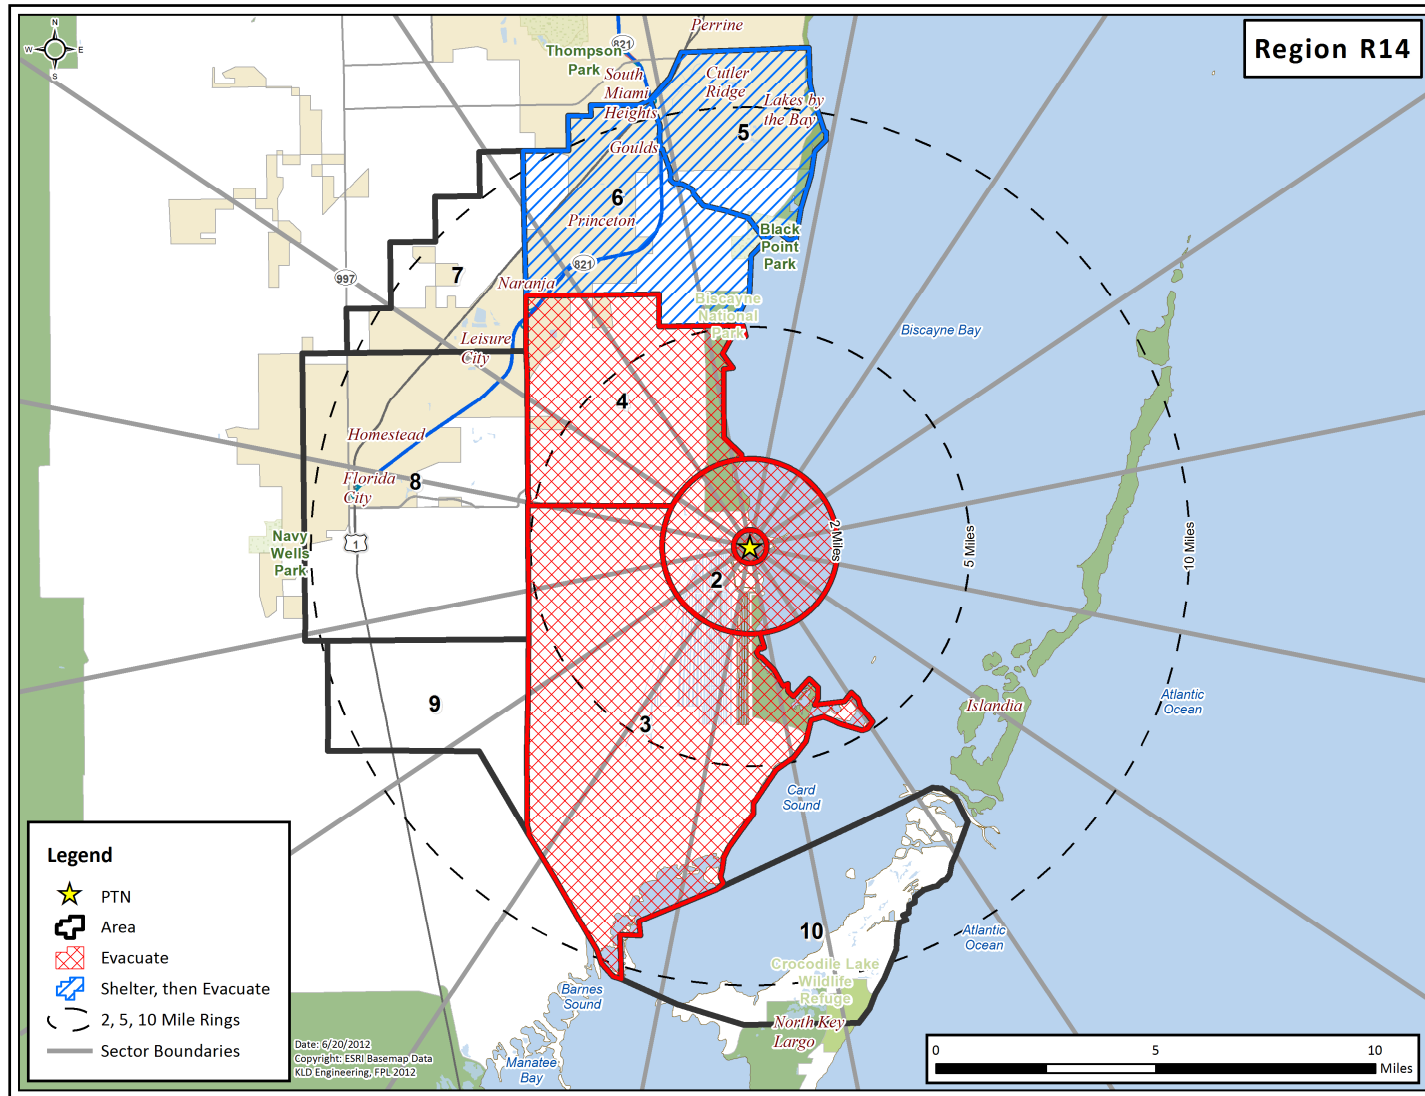 Region R14
N
W E
S
Perrine
821
Thompson
Park
South
Miami
Heights
Cutler
Ridge
Lakes by
the Bay
5
Goulds
6
Princeton
Black
Point
Park
7
997
821
Naranja
Biscayne
National
Park
Biscayne Bay
Leisure
City
4
Homestead
8
Florida
City
Navy
Wells
Park
1
2 Miles
5 Miles
10 Miles
2
9
3
Islandia
Atlantic
Ocean
Card
Sound
10
Atlantic
Ocean
Crocodile Lake
Wildlife
Refuge
Barnes
Sound
North Key
Largo
Manatee
Bay
Legend
PTN
Area
Evacuate
Shelter, then Evacuate
2, 5, 10 Mile Rings
Sector Boundaries
Date: 6/20/2012
Copyright: ESRI Basemap Data
KLD Engineering, FPL 2012
0 5 10
Miles